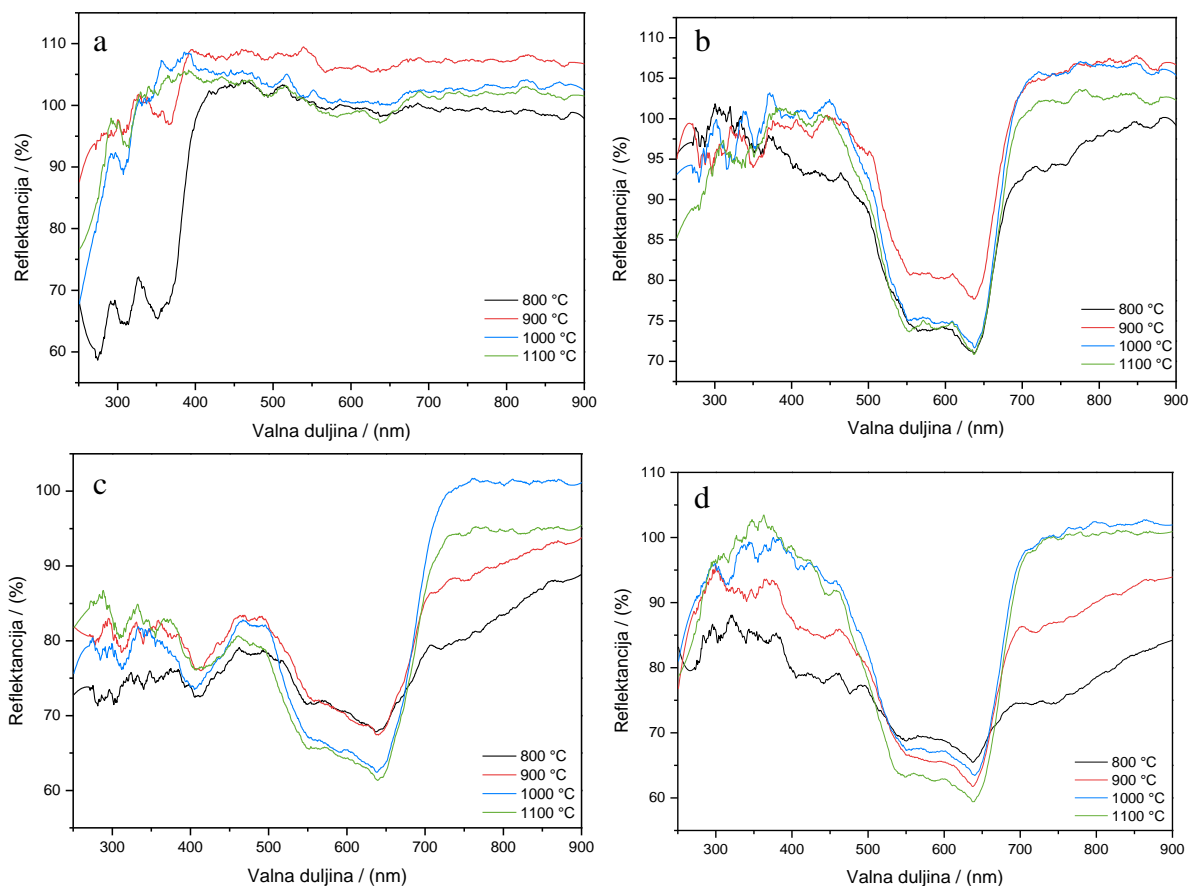 a
Reflektancija / (%)
110
100
90
80
70
60
300 400 500 600 700 800 900
Valna duljina / (nm)
800 °C
900 °C
1000 °C
1100 °C
b
Reflektancija / (%)
105
100
95
90
85
80
75
70
300 400 500 600 700 800 900
Valna duljina / (nm)
800 °C
900 °C
1000 °C
1100 °C
c
Reflektancija / (%)
100
90
80
70
60
300 400 500 600 700 800 900
Valna duljina / (nm)
800 °C
900 °C
1000 °C
1100 °C
d
Reflektancija / (%)
110
100
90
80
70
60
300 400 500 600 700 800 900
Valna duljina / (nm)
800 °C
900 °C
1000 °C
1100 °C